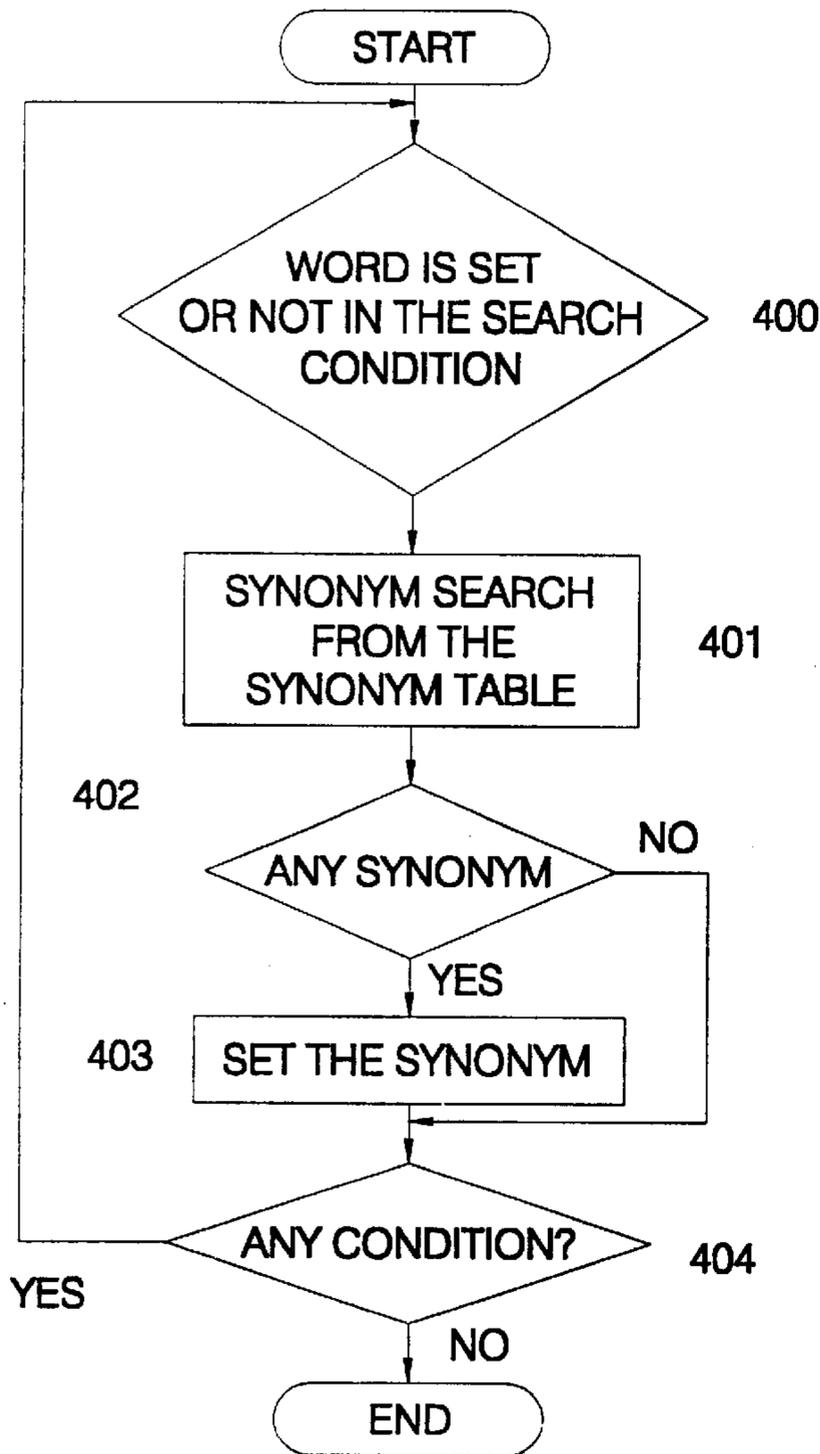 START
WORD IS SET
OR NOT IN THE SEARCH
CONDITION
400
SYNONYM SEARCH
FROM THE
SYNONYM TABLE
401
402
ANY SYNONYM
NO
YES
403
SET THE SYNONYM
ANY CONDITION?
404
YES
NO
END